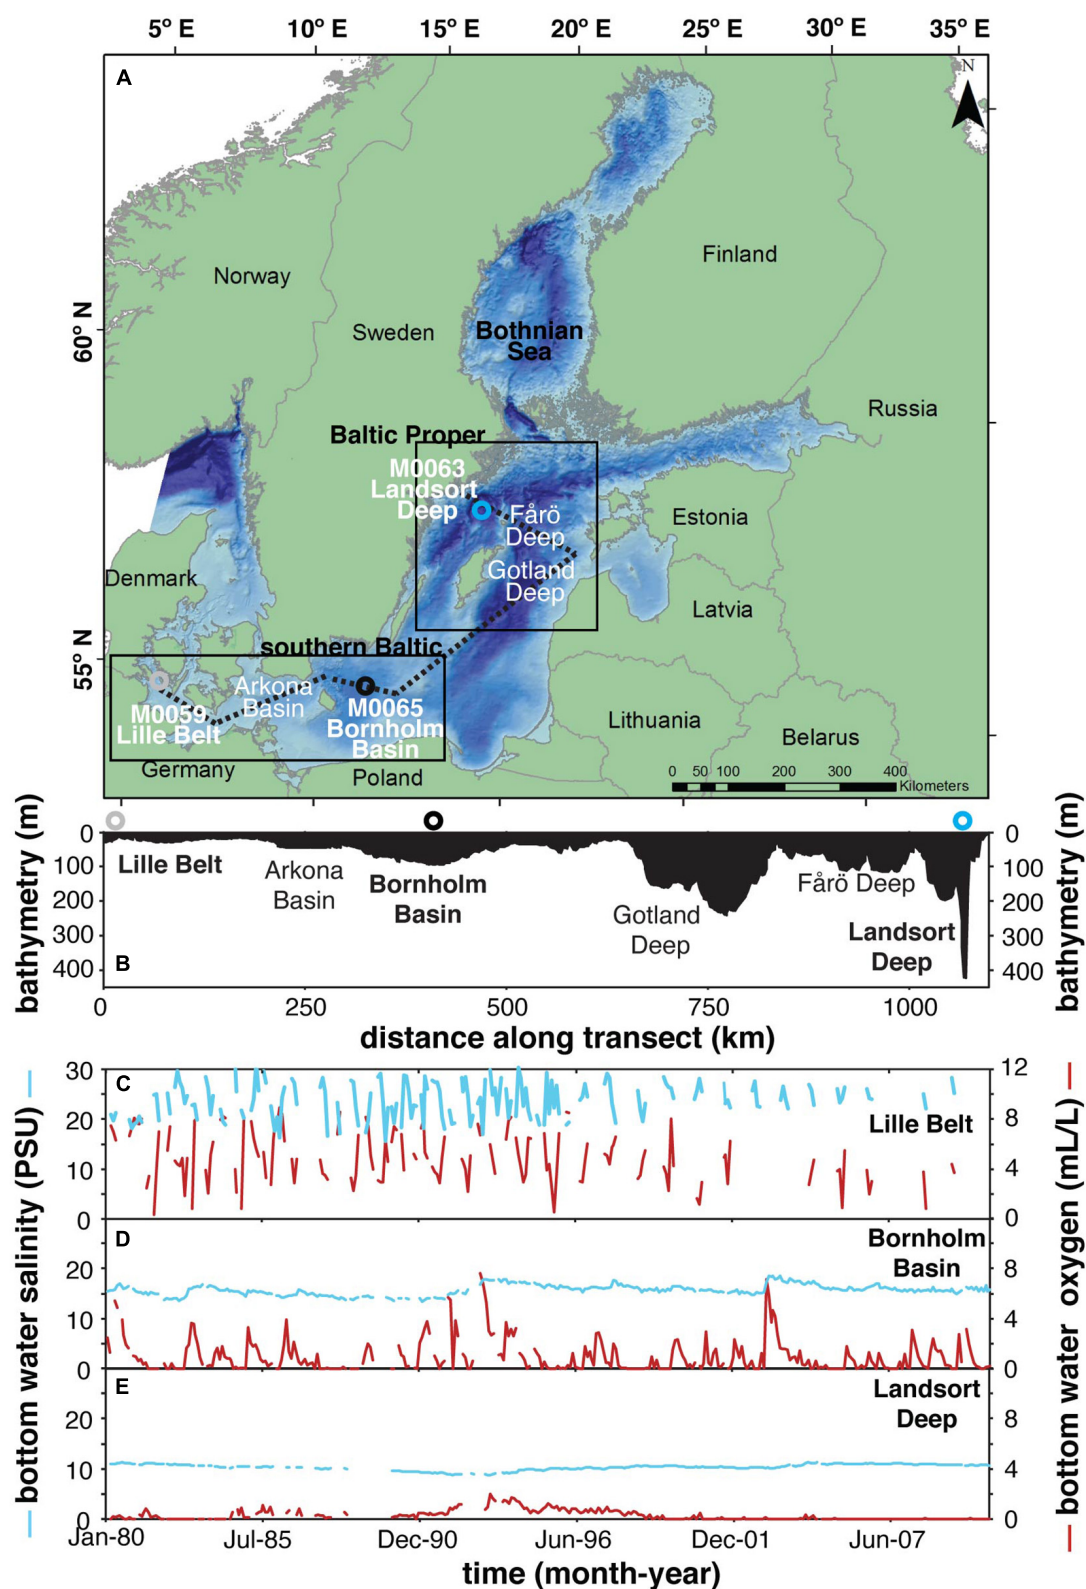 5° E 10° E 15° E 20° E 25° E 30° E 35° E
A
N
60° N
55° N
Norway
Sweden
Finland
Bothnian
Sea
Russia
Baltic Proper
M0063
Landsort
Deep
Fårö
Deep
Gotland
Deep
Estonia
Denmark
Latvia
southern Baltic
Arkona
Basin
M0059
Lille Belt
M0065
Bornholm
Basin
Lithuania
Belarus
Germany
Poland
0 50 100 200 300 400
Kilometers
bathymetry (m)
0
100
200
300
400
B
Lille Belt
Arkona
Basin
Bornholm
Basin
Gotland
Deep
Fårö Deep
Landsort
Deep
0
100
200
300
400
bathymetry (m)
0 250 500 750 1000
distance along transect (km)
bottom water salinity (PSU)
bottom water oxygen (mL/L)
C
Lille Belt
30
20
10
0
12
8
4
0
D
Bornholm
Basin
20
10
0
8
4
0
E
Landsort
Deep
20
10
0
8
4
0
Jan-80 Jul-85 Dec-90 Jun-96 Dec-01 Jun-07
time (month-year)